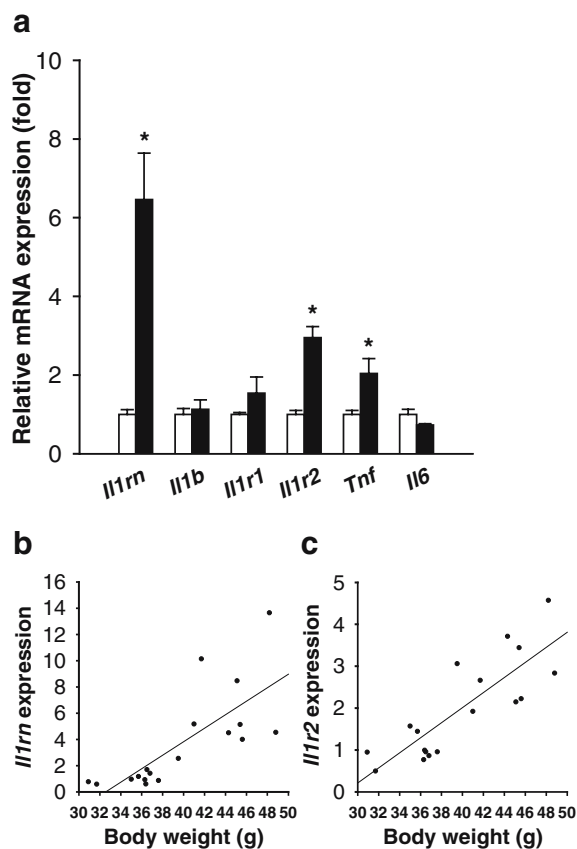 a
Relative mRNA expression (fold)
10
8
6
4
2
0
*
*
*
Il1rn Il1b Il1r1 Il1r2 Tnf Il6
b
Il1rn expression
16
14
12
10
8
6
4
2
0
30 32 34 36 38 40 42 44 46 48 50
Body weight (g)
c
Il1r2 expression
5
4
3
2
1
0
30 32 34 36 38 40 42 44 46 48 50
Body weight (g)